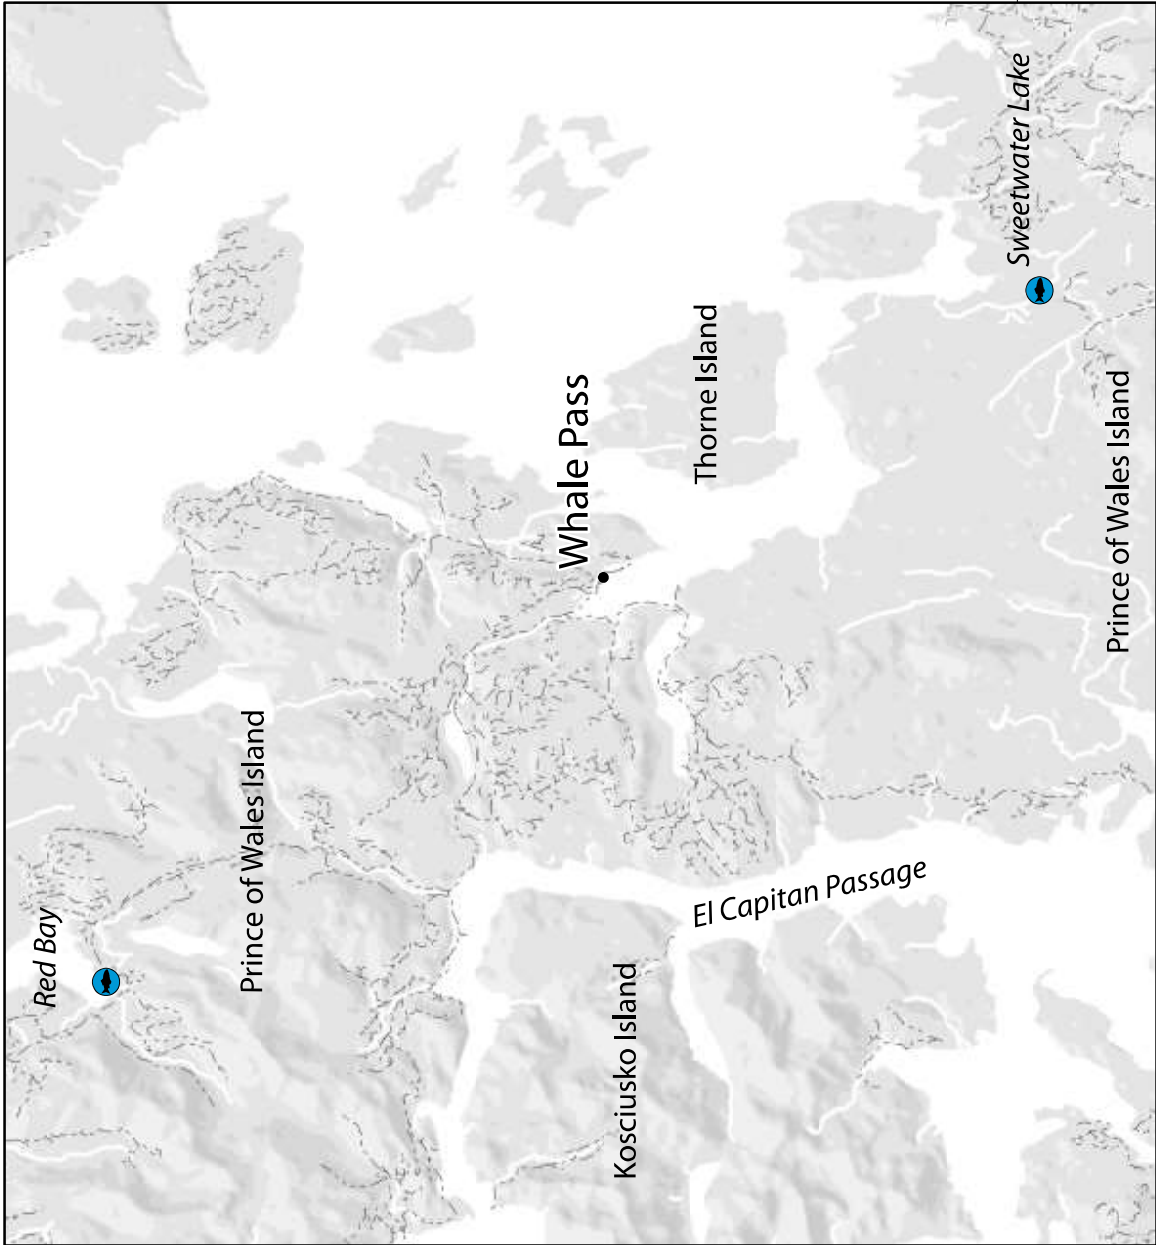 Red Bay
Prince of Wales Island
Whale Pass
Kosciusko Island
Thorne Island
El Capitan Passage
Sweetwater Lake
Prince of Wales Island